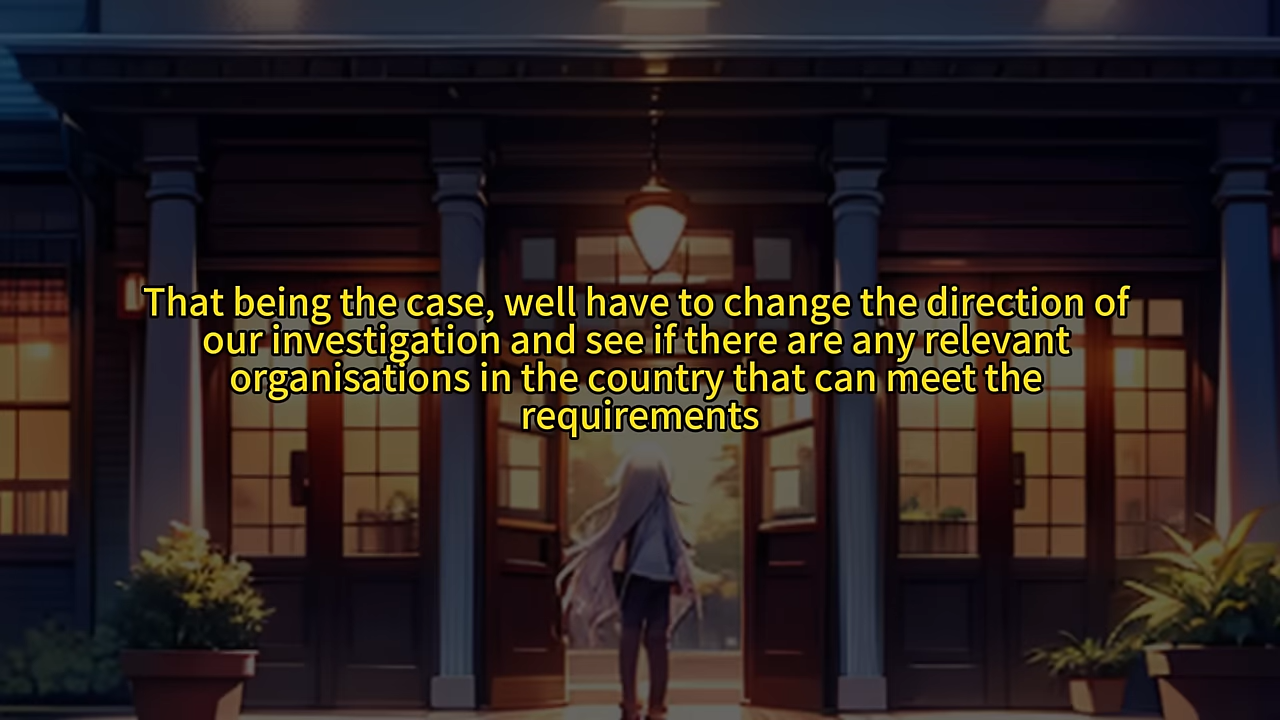 That being the case, well have to change the direction of
our investigation and see if there are any relevant
organisations in the country that can meet the
requirements